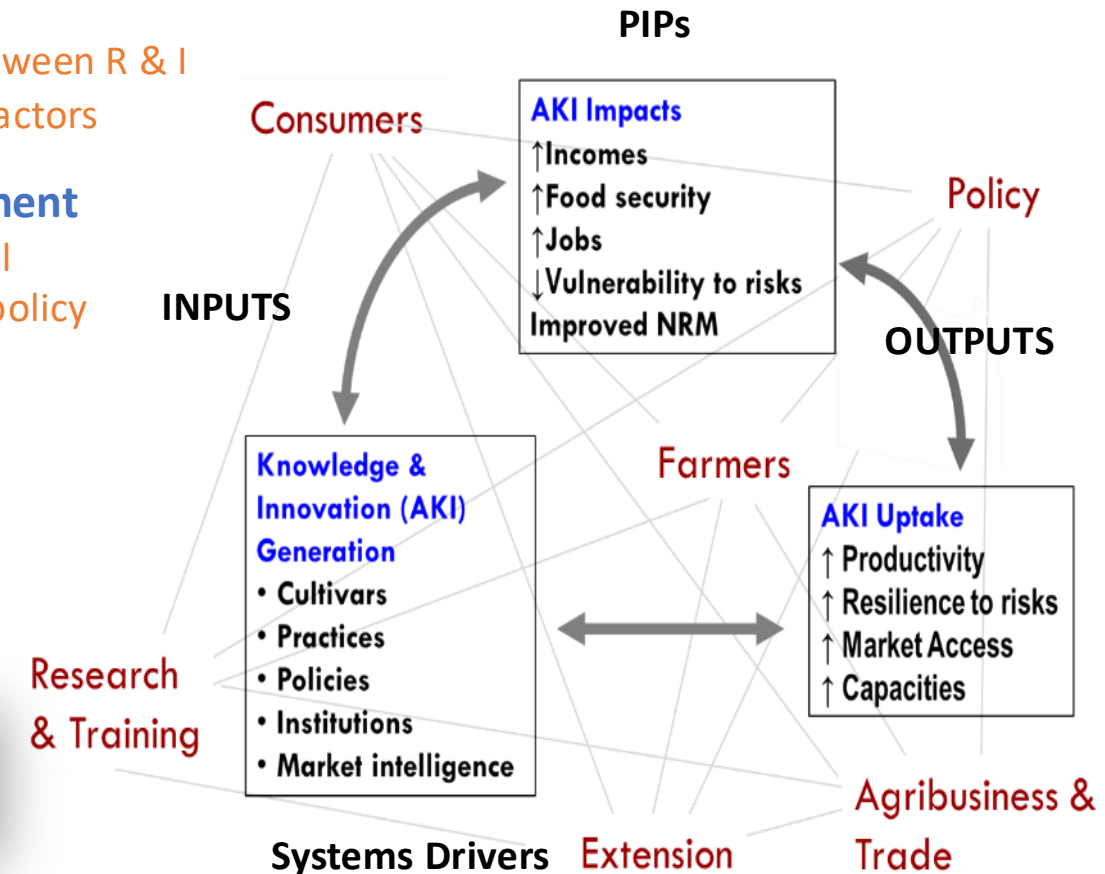 PIPs
ween R & I
actors
ment
l
policy
Consumers
AKI Impacts
↑Incomes
↑Food security
↑Jobs
↓Vulnerability to risks
Improved NRM
Policy
INPUTS
OUTPUTS
Knowledge &
Innovation (AKI)
Generation
• Cultivars
• Practices
• Policies
• Institutions
• Market intelligence
Farmers
AKI Uptake
↑ Productivity
↑ Resilience to risks
↑ Market Access
↑ Capacities
Research
& Training
Systems Drivers
Extension
Agribusiness &
Trade